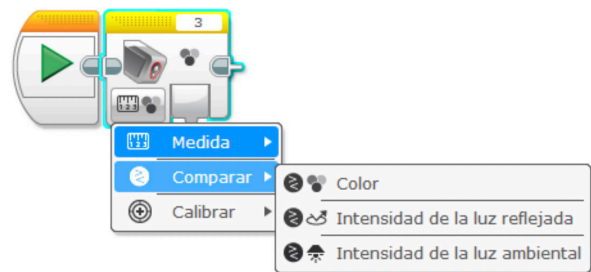 3
Medida
Comparar
Calibrar
Color
Intensidad de la luz reflejada
Intensidad de la luz ambiental